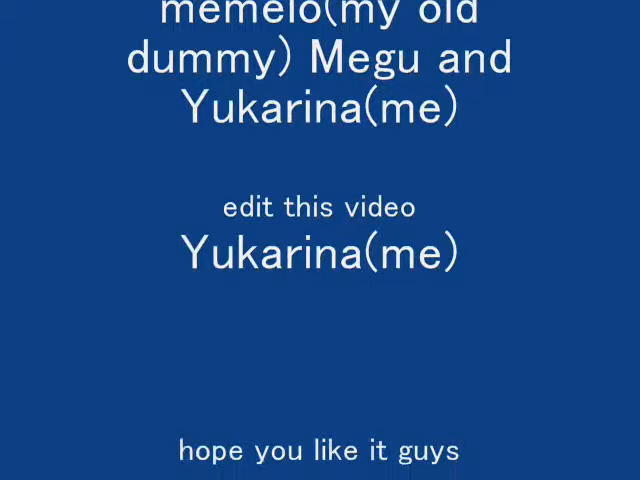 memelo(my old
dummy) Megu and
Yukarina(me)
edit this video
Yukarina(me)
hope you like it guys